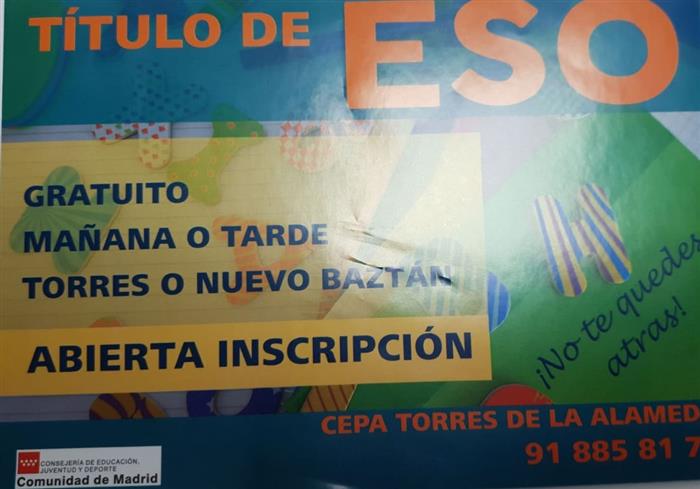 TÍTULO DE ESO
GRATUITO
MAÑANA O TARDE
TORRES O NUEVO BAZTÁN
ABIERTA INSCRIPCIÓN
¡No te quedes
atras!
CEPA TORRES DE LA ALAMED
91 885 81 7
CONSEJERÍA DE EDUCACIÓN,
JUVENTUD Y DEPORTE
Comunidad de Madrid